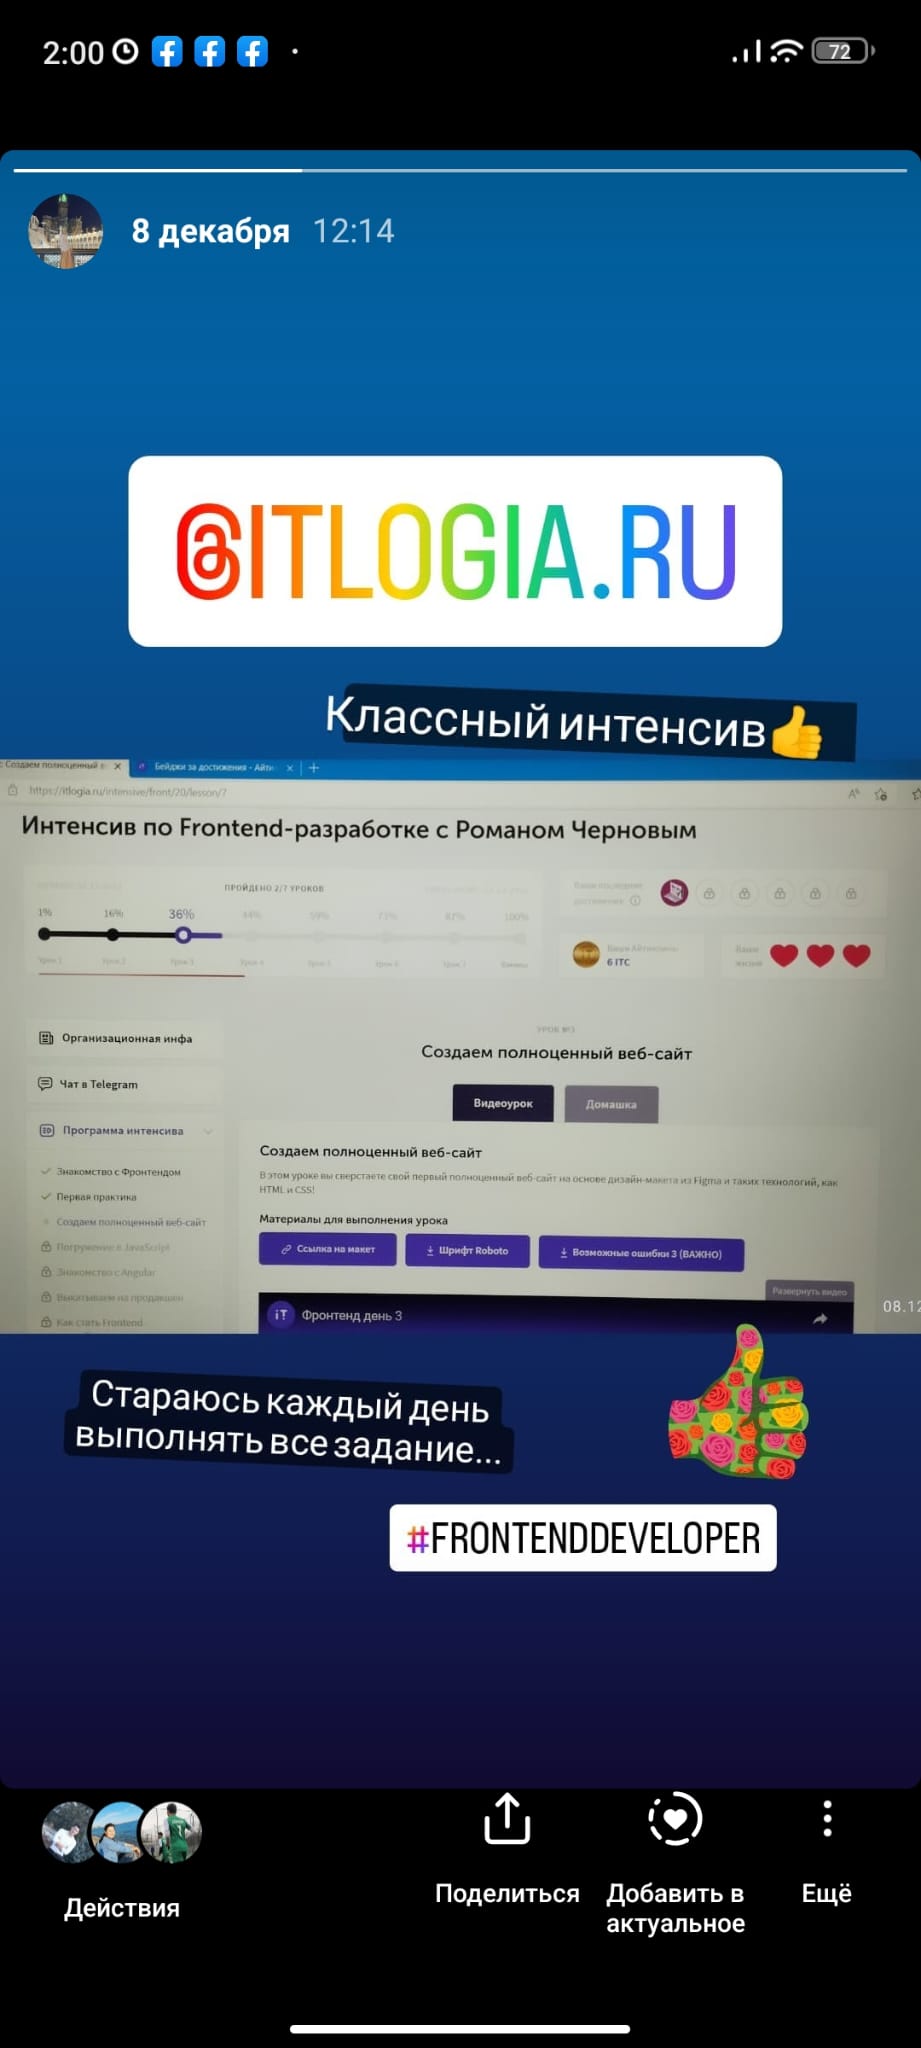 2:00
72
8 декабря 12:14
@ITLOGIA.RU
Классный интенсив
Создаем полноценный
Бейджи за достижения - Айти
https://itlogia.ru/intensive/front/20/lesson/7
Интенсив по Frontend-разработке с Романом Черновым
ПРОЙДЕНО 2/7 УРОКОВ
1% 16% 36% 44% 59% 73% 87% 100%
Урок 1 Урок 2 Урок 3 Урок 4 Урок 5 Урок 6 Урок 7
6 ITC
Ваши жизни
Организационная инфа
Чат в Telegram
Программа интенсива
Знакомство с Фронтендом
Первая практика
Создаем полноценный веб-сайт
Погружение в JavaScript
Знакомство с Angular
Выкатываем на продакшен
Как стать Frontend
УРОК №3
Создаем полноценный веб-сайт
Видеоурок Домашка
Создаем полноценный веб-сайт
В этом уроке вы сверстаете свой первый полноценный веб-сайт на основе дизайн-макета из Figma и таких технологий, как
HTML и CSS!
Материалы для выполнения урока
Ссылка на макет Шрифт Roboto Возможные ошибки 3 (ВАЖНО)
Развернуть видео
iT Фронтенд день 3
08.12
Стараюсь каждый день
выполнять все задание...
#FRONTENDDEVELOPER
Действия
Поделиться
Добавить в
актуальное
Ещё